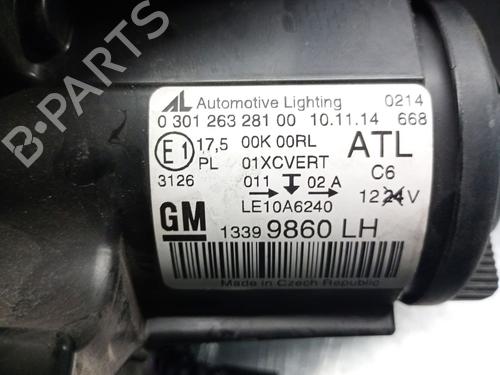 AL Automotive Lighting 0214
0 301 263 281 00 10.11.14 668
E1 17,5 00K 00RL ATL
PL 01XCVERT C6
3126 011 02 A 12 24 V
LE10A6240
GM 1339 9860 LH
Made in Czech Republic
B-PARTS